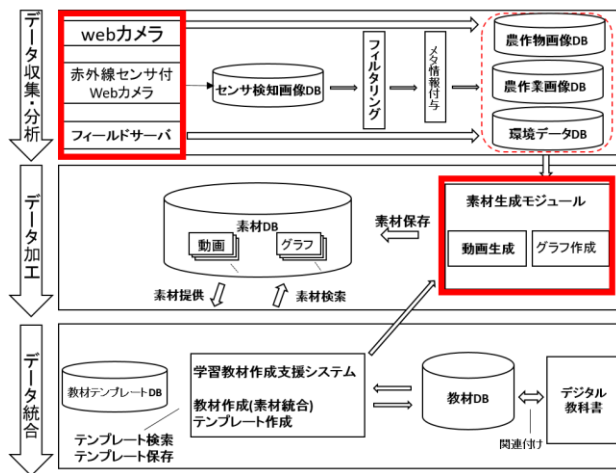 データ収集・分析
webカメラ
赤外線センサ付
Webカメラ
フィールドサーバ
センサ検知画像DB
フィルタリング
メタ情報付与
農作物画像DB
農作業画像DB
環境データDB
データ加工
素材DB
動画
グラフ
素材保存
素材生成モジュール
動画生成
グラフ作成
素材提供
素材検索
データ統合
教材テンプレートDB
学習教材作成支援システム
教材作成(素材統合)
テンプレート作成
テンプレート検索
テンプレート保存
教材DB
関連付け
デジタル
教科書